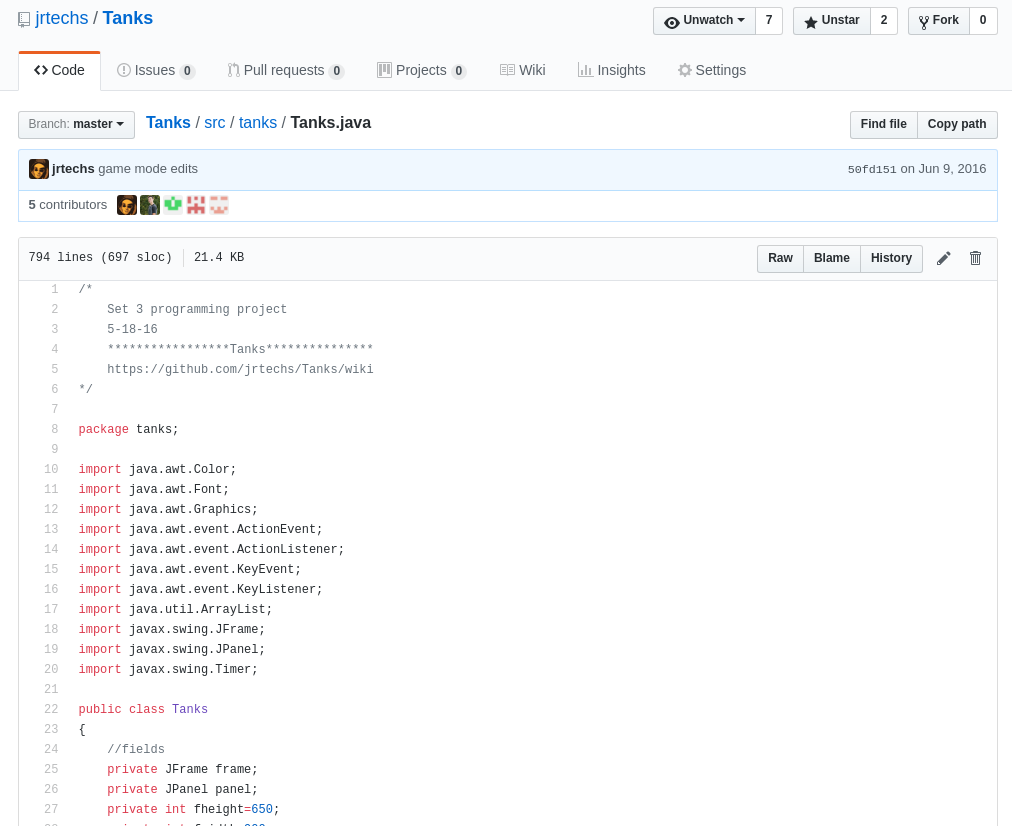 jrtechs / Tanks Unwatch 7 Unstar 2 Fork 0
Code Issues 0 Pull requests 0 Projects 0 Wiki Insights Settings
Branch: master Tanks / src / tanks / Tanks.java Find file Copy path
jrtechs game mode edits 50fd151 on Jun 9, 2016
5 contributors
794 lines (697 sloc) 21.4 KB Raw Blame History
1 /*
2 Set 3 programming project
3 5-18-16
4 *****************Tanks***************
5 https://github.com/jrtechs/Tanks/wiki
6 */
7
8 package tanks;
9
10 import java.awt.Color;
11 import java.awt.Font;
12 import java.awt.Graphics;
13 import java.awt.event.ActionEvent;
14 import java.awt.event.ActionListener;
15 import java.awt.event.KeyEvent;
16 import java.awt.event.KeyListener;
17 import java.util.ArrayList;
18 import javax.swing.JFrame;
19 import javax.swing.JPanel;
20 import javax.swing.Timer;
21
22 public class Tanks
23 {
24 //fields
25 private JFrame frame;
26 private JPanel panel;
27 private int fheight=650;